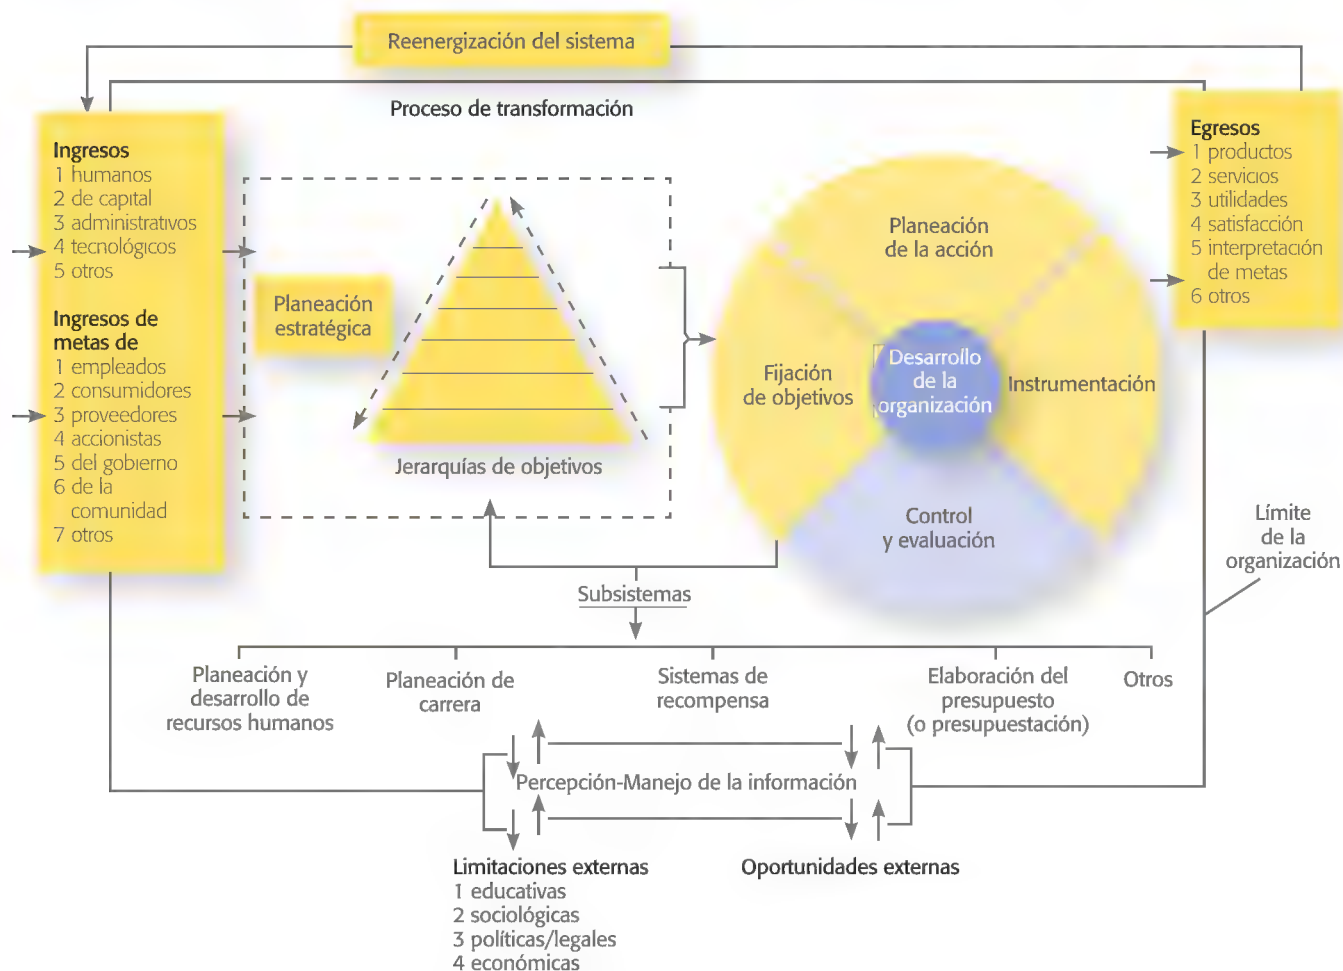 Reenergización del sistema
Proceso de transformación
Ingresos
1 humanos
2 de capital
3 administrativos
4 tecnológicos
5 otros
Ingresos de
metas de
1 empleados
2 consumidores
3 proveedores
4 accionistas
5 del gobierno
6 de la
comunidad
7 otros
Planeación
estratégica
Jerarquías de objetivos
Planeación
de la acción
Fijación
de objetivos
Desarrollo
de la
organización
Instrumentación
Control
y evaluación
Egresos
1 productos
2 servicios
3 utilidades
4 satisfacción
5 interpretación
de metas
6 otros
Límite
de la
organización
Subsistemas
Planeación y
desarrollo de
recursos humanos
Planeación de
carrera
Sistemas de
recompensa
Elaboración del
presupuesto
(o presupuestación)
Otros
Percepción-Manejo de la información
Limitaciones externas
1 educativas
2 sociológicas
3 políticas/legales
4 económicas
Oportunidades externas